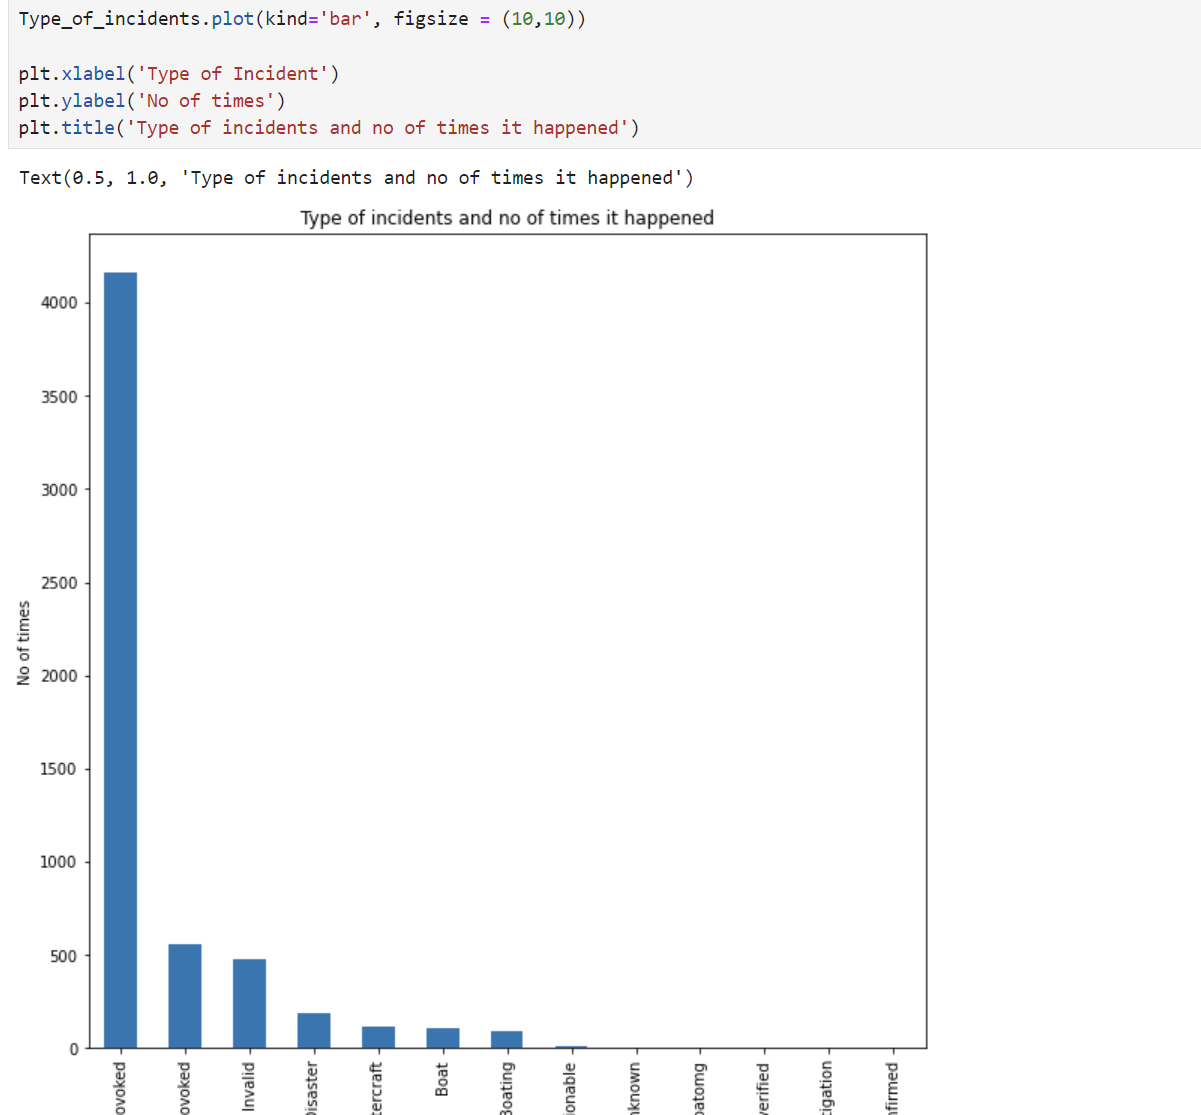 Type_of_incidents.plot(kind='bar', figsize = (10,10))
plt.xlabel('Type of Incident')
plt.ylabel('No of times')
plt.title('Type of incidents and no of times it happened')
Text(0.5, 1.0, 'Type of incidents and no of times it happened')
Type of incidents and no of times it happened
4000
3500
3000
2500
2000
1500
1000
500
0
No of times
ovoked
ovoked
Invalid
Disaster
tercraft
Boat
Boating
ionable
nknown
patomg
verified
tigation
nfirmed